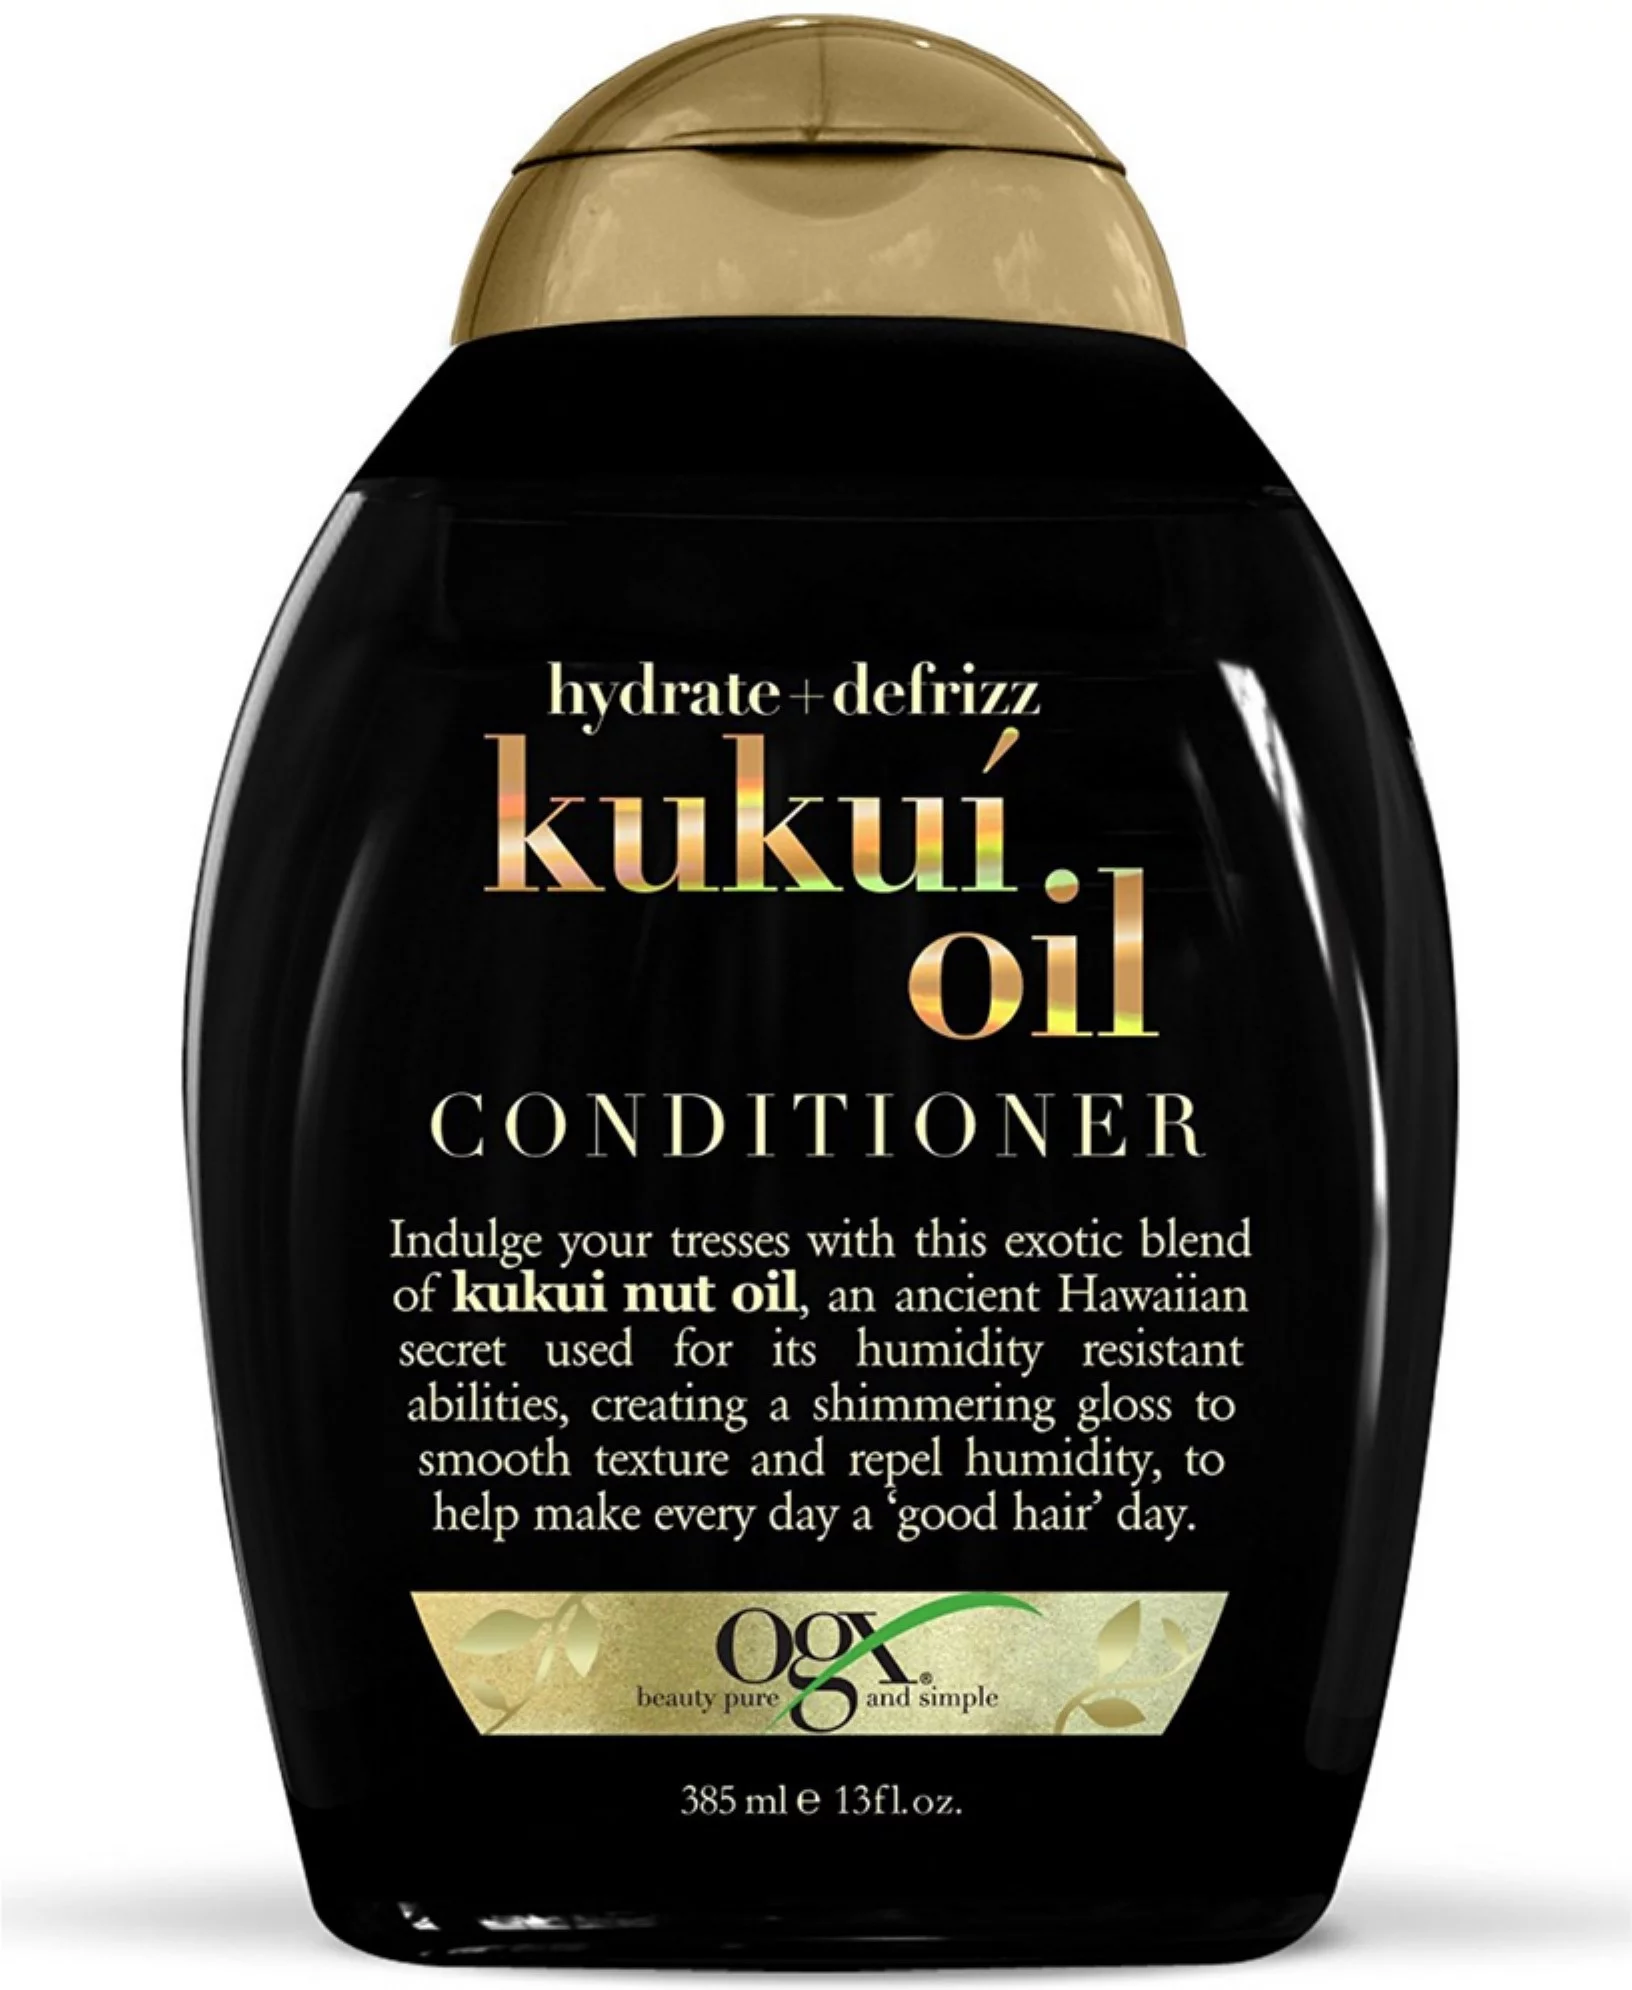 hydrate+defrizz
kukuí
oil
CONDITIONER
Indulge your tresses with this exotic blend
of kukui nut oil, an ancient Hawaiian
secret used for its humidity resistant
abilities, creating a shimmering gloss to
smooth texture and repel humidity, to
help make every day a ‘good hair’ day.
ogx®
beauty pure and simple
385 ml e 13fl.oz.